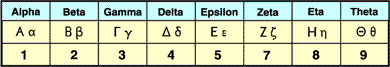 Alpha Beta Gamma Delta Epsilon Zeta Eta Theta
Α α Β β Γ γ Δ δ Ε ε Ζ ζ Η η Θ θ
1 2 3 4 5 7 8 9